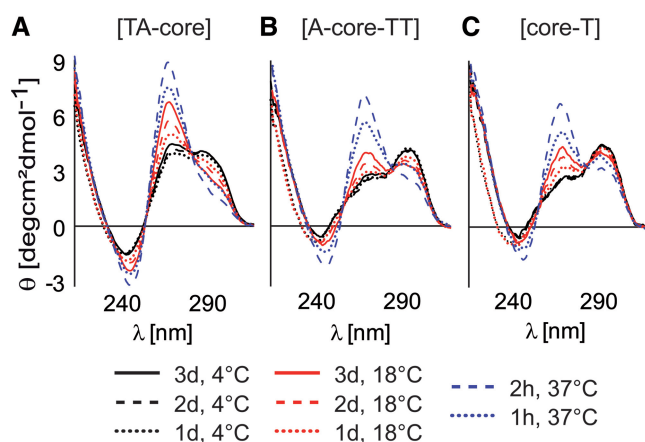 A [TA-core] B [A-core-TT] C [core-T]
9
6
3
0
-3
θ [degcm²dmol⁻¹]
240 290 240 290 240 290
λ [nm] λ [nm] λ [nm]
3d, 4°C 3d, 18°C
2d, 4°C 2d, 18°C 2h, 37°C
1d, 4°C 1d, 18°C 1h, 37°C